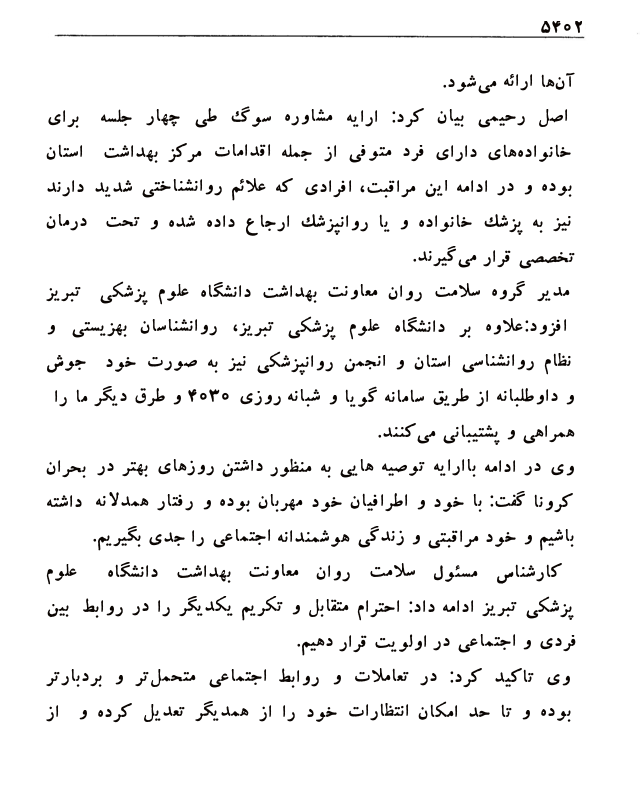 ۵۴۰۲
آن‌ها ارائه می‌شود.
اصل رحیمی بیان کرد: ارایه مشاوره سوگ طی چهار جلسه برای
خانواده‌های دارای فرد متوفی از جمله اقدامات مرکز بهداشت استان
بوده و در ادامه این مراقبت، افرادی که علائم روانشناختی شدید دارند
نیز به پزشک خانواده و یا روانپزشک ارجاع داده شده و تحت درمان
تخصصی قرار می‌گیرند.
مدیر گروه سلامت روان معاونت بهداشت دانشگاه علوم پزشکی تبریز
افزود:علاوه بر دانشگاه علوم پزشکی تبریز، روانشناسان بهزیستی و
نظام روانشناسی استان و انجمن روانپزشکی نیز به صورت خود جوش
و داوطلبانه از طریق سامانه گویا و شبانه روزی ۴۰۳۰ و طرق دیگر ما را
همراهی و پشتیبانی می‌کنند.
وی در ادامه باارایه توصیه هایی به منظور داشتن روزهای بهتر در بحران
کرونا گفت: با خود و اطرافیان خود مهربان بوده و رفتار همدلانه داشته
باشیم و خود مراقبتی و زندگی هوشمندانه اجتماعی را جدی بگیریم.
کارشناس مسئول سلامت روان معاونت بهداشت دانشگاه علوم
پزشکی تبریز ادامه داد: احترام متقابل و تکریم یکدیگر را در روابط بین
فردی و اجتماعی در اولویت قرار دهیم.
وی تاکید کرد: در تعاملات و روابط اجتماعی متحمل‌تر و بردبارتر
بوده و تا حد امکان انتظارات خود را از همدیگر تعدیل کرده و از